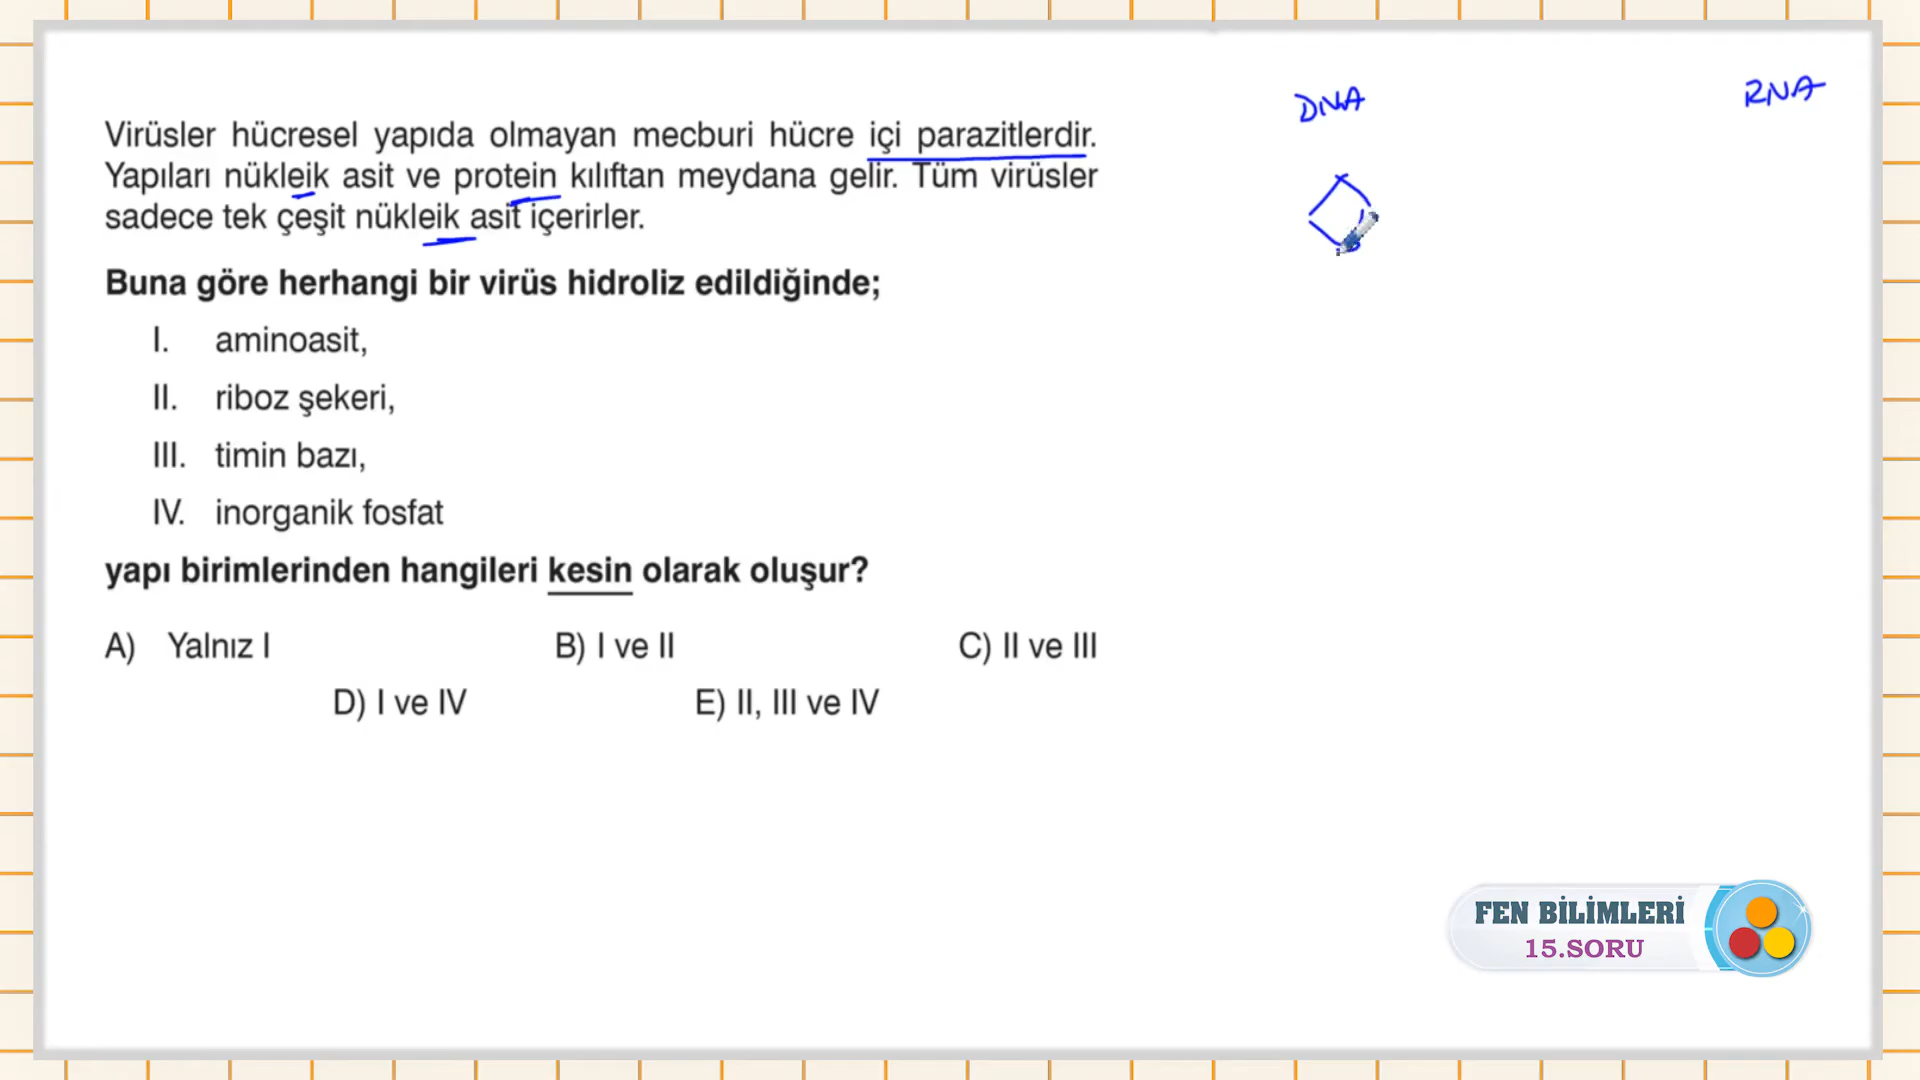 DNA
RNA
Virüsler hücresel yapıda olmayan mecburi hücre içi parazitlerdir.
Yapıları nükleik asit ve protein kılıftan meydana gelir. Tüm virüsler
sadece tek çeşit nükleik asit içerirler.
Buna göre herhangi bir virüs hidroliz edildiğinde;
I. aminoasit,
II. riboz şekeri,
III. timin bazı,
IV. inorganik fosfat
yapı birimlerinden hangileri kesin olarak oluşur?
A) Yalnız I B) I ve II C) II ve III
D) I ve IV E) II, III ve IV
FEN BİLİMLERİ
15.SORU